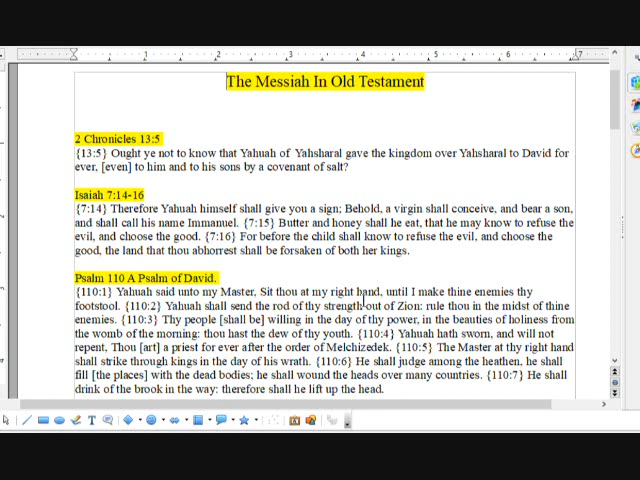 1 2 3 4 5 6 7
The Messiah In Old Testament
2 Chronicles 13:5
{13:5} Ought ye not to know that Yahuah of Yahsharal gave the kingdom over Yahsharal to David for
ever, [even] to him and to his sons by a covenant of salt?
Isaiah 7:14-16
{7:14} Therefore Yahuah himself shall give you a sign; Behold, a virgin shall conceive, and bear a son,
and shall call his name Immanuel. {7:15} Butter and honey shall he eat, that he may know to refuse the
evil, and choose the good. {7:16} For before the child shall know to refuse the evil, and choose the
good, the land that thou abhorrest shall be forsaken of both her kings.
Psalm 110 A Psalm of David.
{110:1} Yahuah said unto my Master, Sit thou at my right hand, until I make thine enemies thy
footstool. {110:2} Yahuah shall send the rod of thy strength out of Zion: rule thou in the midst of thine
enemies. {110:3} Thy people [shall be] willing in the day of thy power, in the beauties of holiness from
the womb of the morning: thou hast the dew of thy youth. {110:4} Yahuah hath sworn, and will not
repent, Thou [art] a priest for ever after the order of Melchizedek. {110:5} The Master at thy right hand
shall strike through kings in the day of his wrath. {110:6} He shall judge among the heathen, he shall
fill [the places] with the dead bodies; he shall wound the heads over many countries. {110:7} He shall
drink of the brook in the way: therefore shall he lift up the head.
T